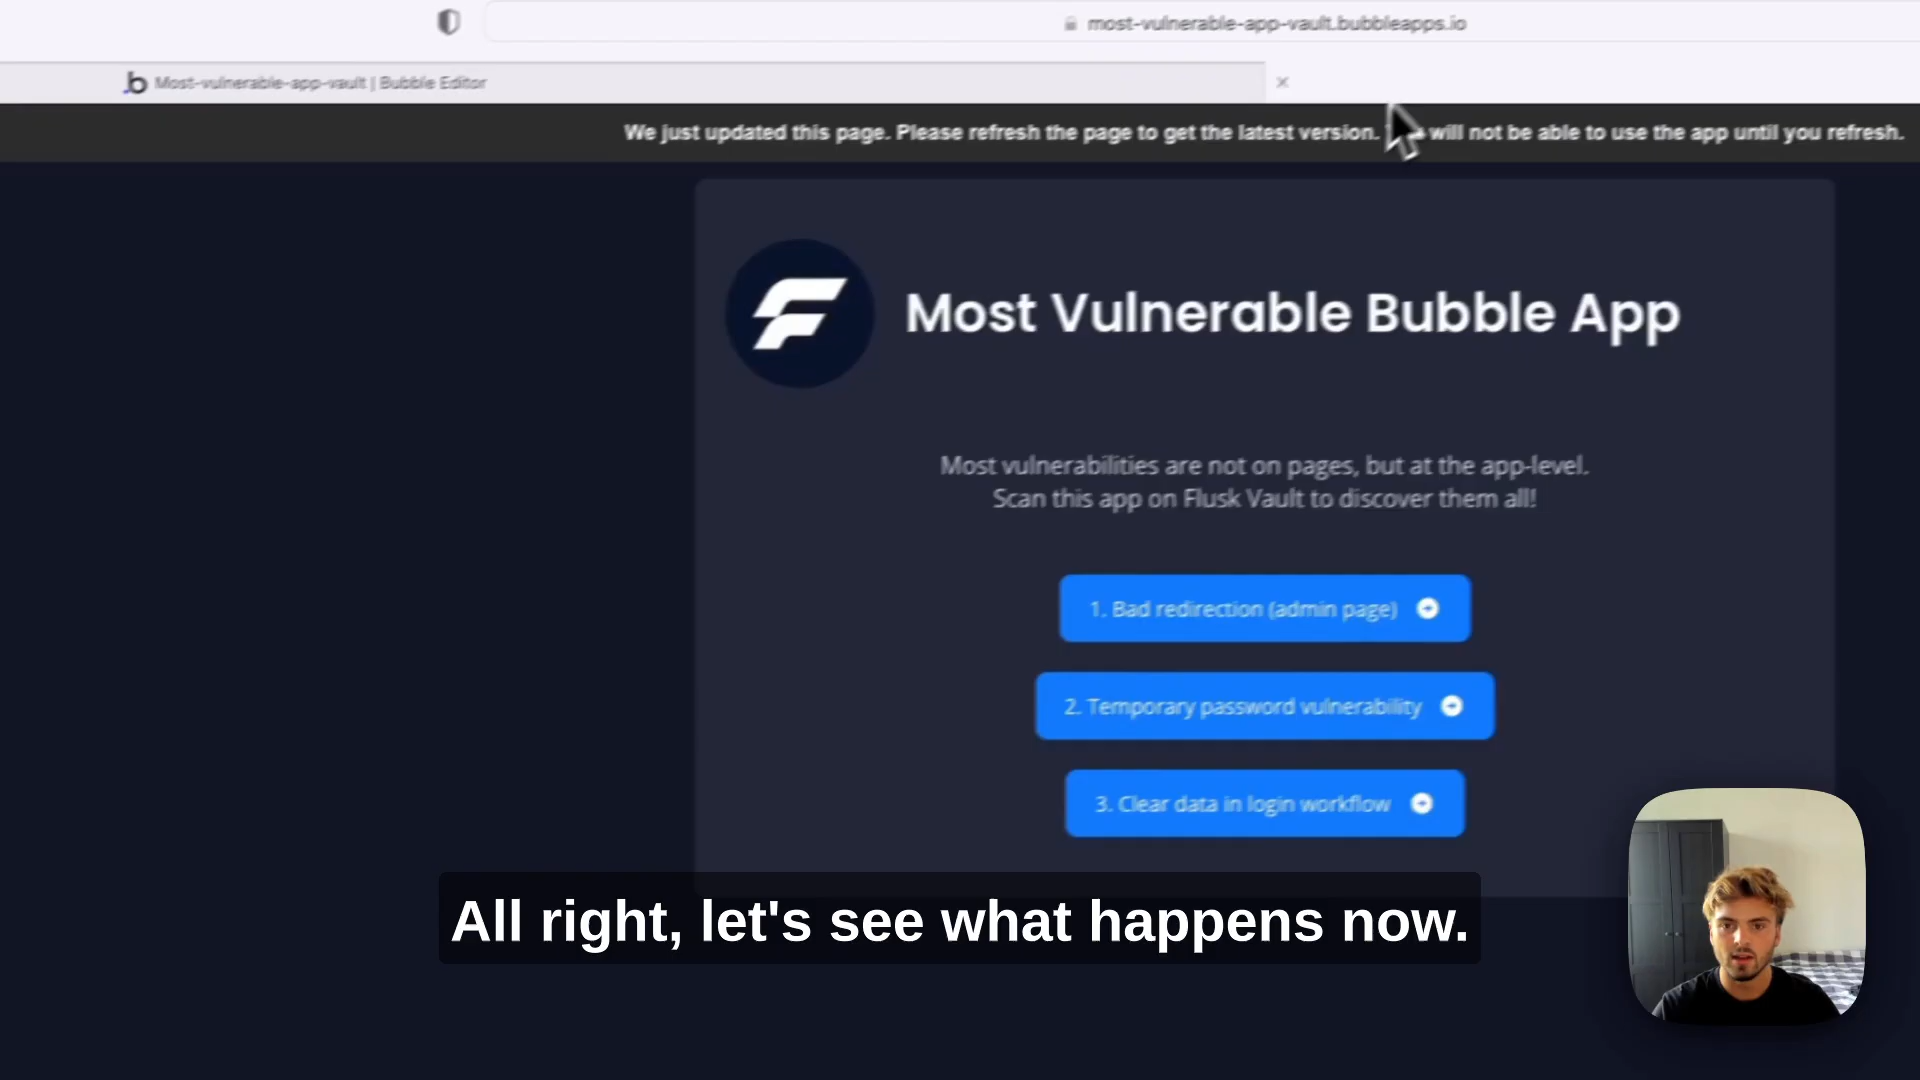 most-vulnerable-app-vault.bubbleapps.io
Most-vulnerable-app-vault | Bubble Editor
We just updated this page. Please refresh the page to get the latest version. will not be able to use the app until you refresh.
Most Vulnerable Bubble App
Most vulnerabilities are not on pages, but at the app-level.
Scan this app on Flusk Vault to discover them all!
1. Bad redirection (admin page)
2. Temporary password vulnerability
3. Clear data in login workflow
All right, let's see what happens now.